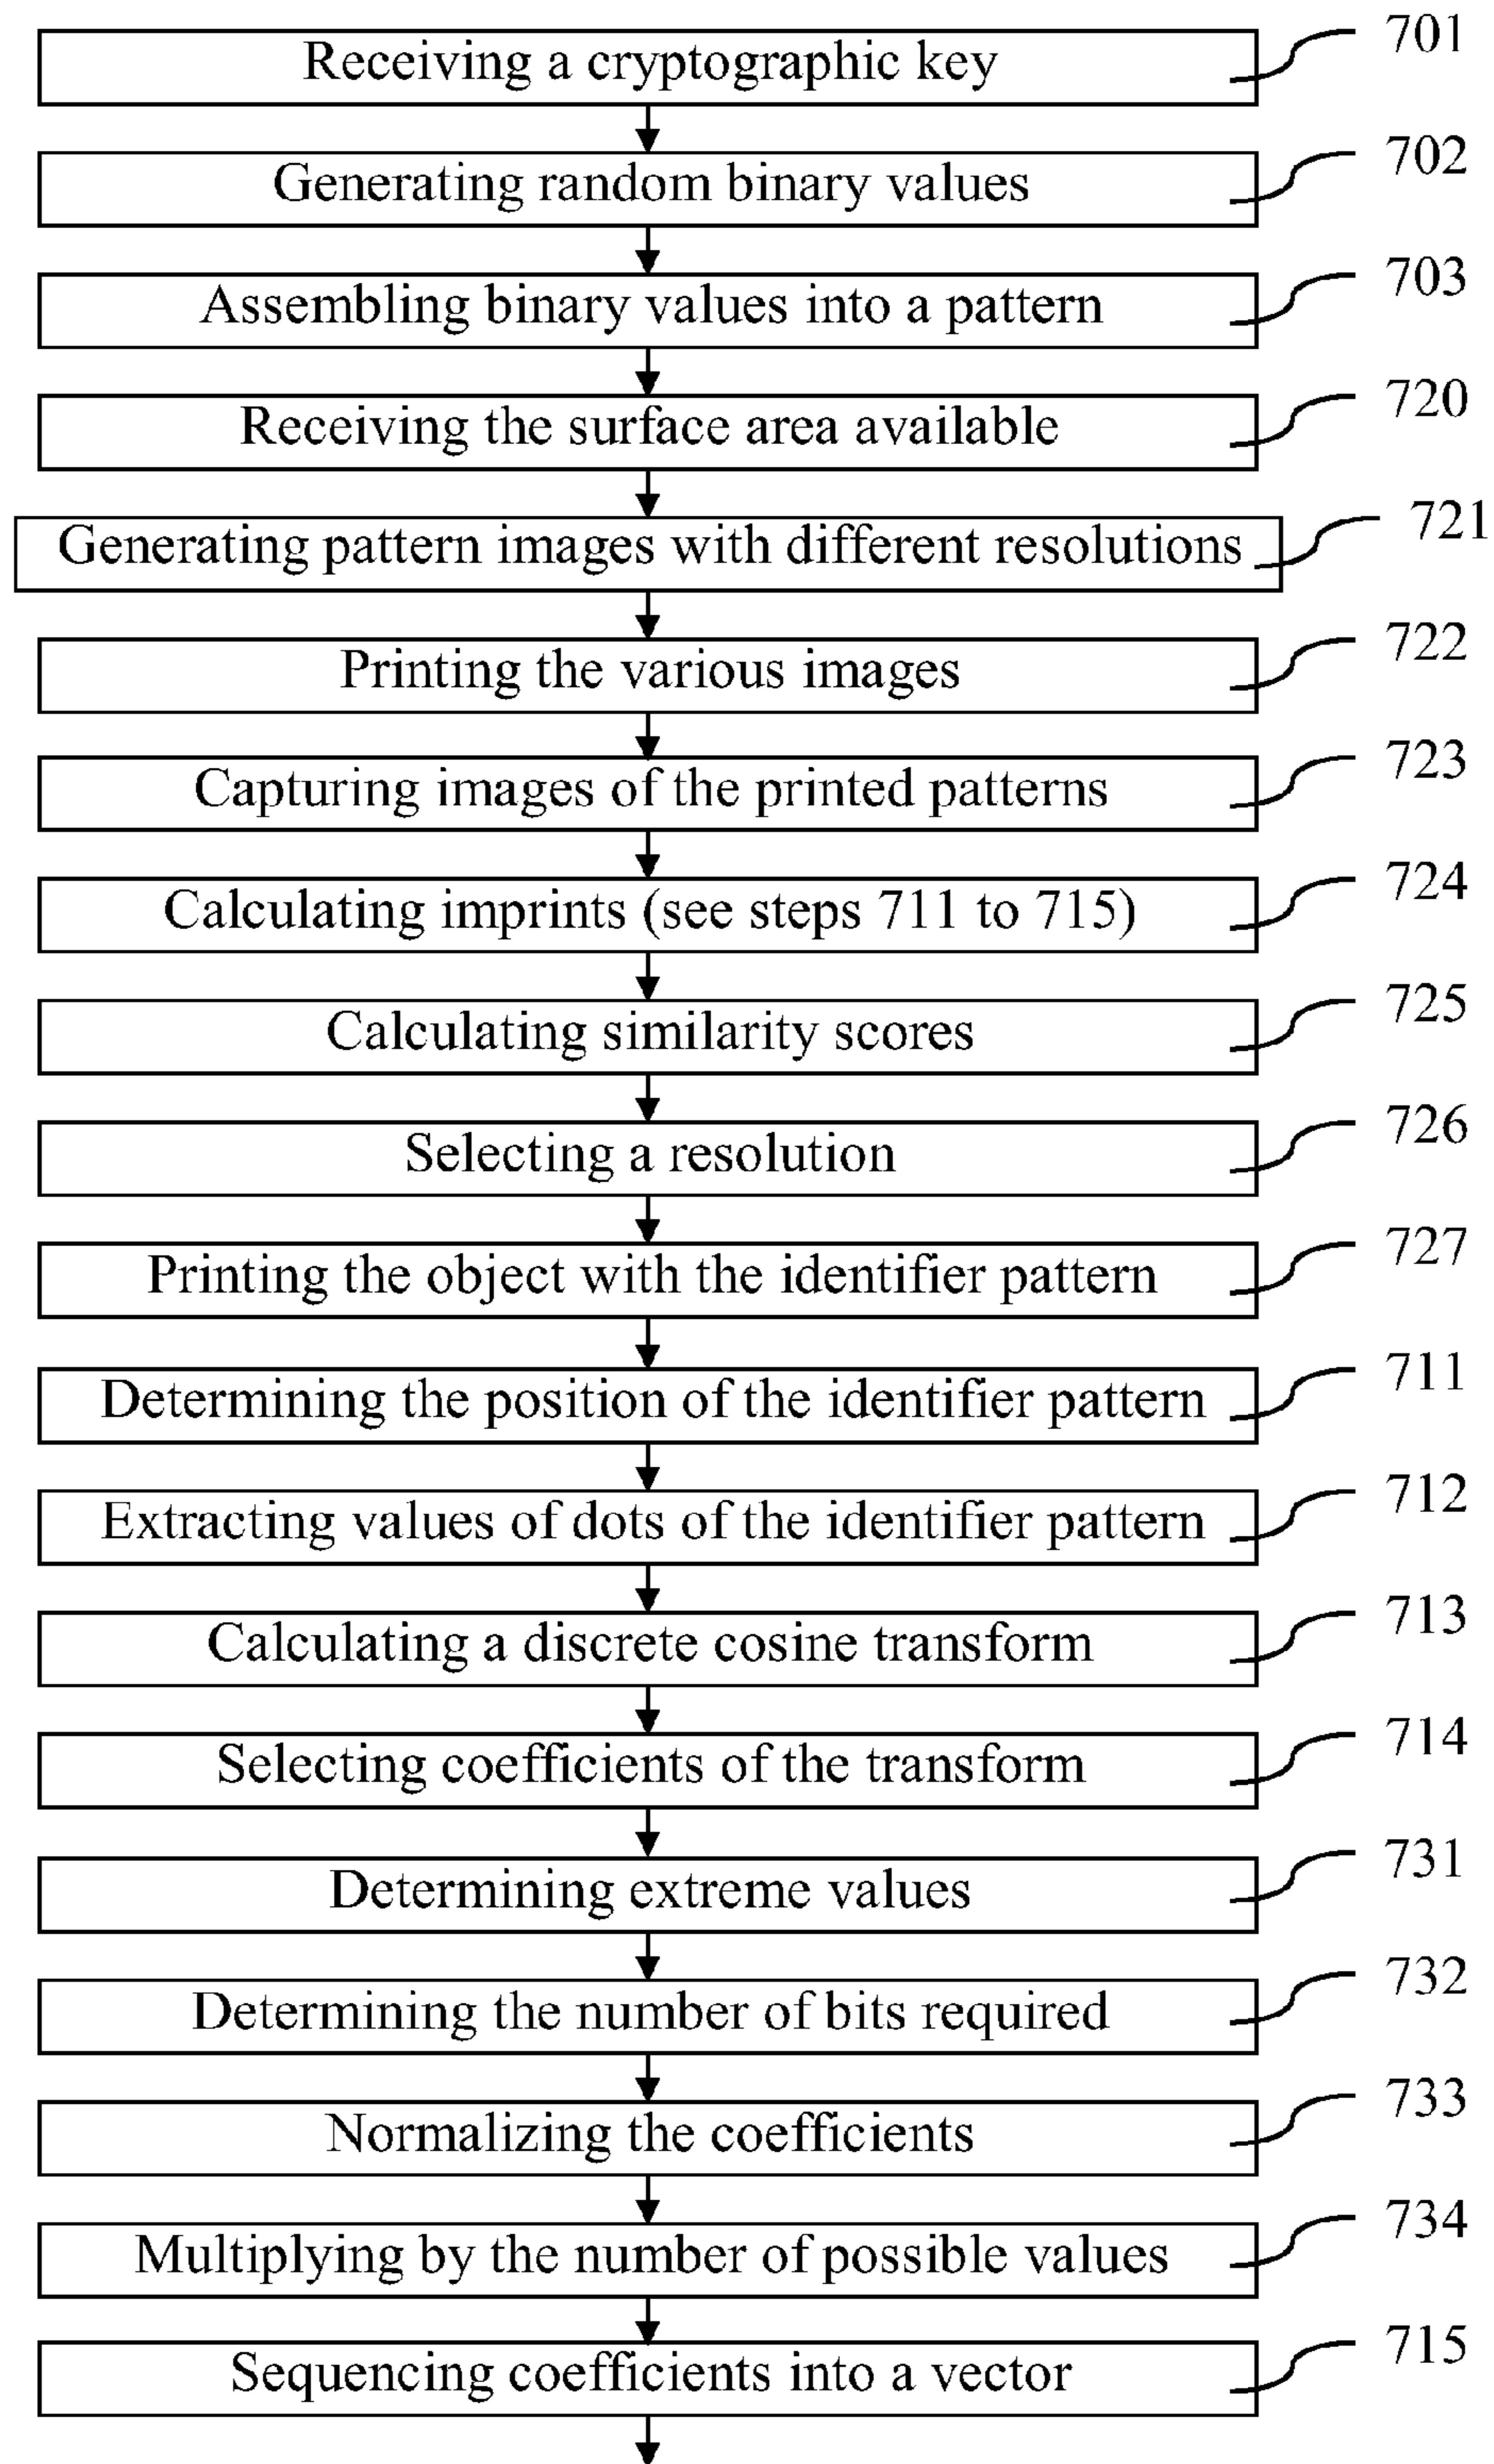 Receiving a cryptographic key 701
Generating random binary values 702
Assembling binary values into a pattern 703
Receiving the surface area available 720
Generating pattern images with different resolutions 721
Printing the various images 722
Capturing images of the printed patterns 723
Calculating imprints (see steps 711 to 715) 724
Calculating similarity scores 725
Selecting a resolution 726
Printing the object with the identifier pattern 727
Determining the position of the identifier pattern 711
Extracting values of dots of the identifier pattern 712
Calculating a discrete cosine transform 713
Selecting coefficients of the transform 714
Determining extreme values 731
Determining the number of bits required 732
Normalizing the coefficients 733
Multiplying by the number of possible values 734
Sequencing coefficients into a vector 715